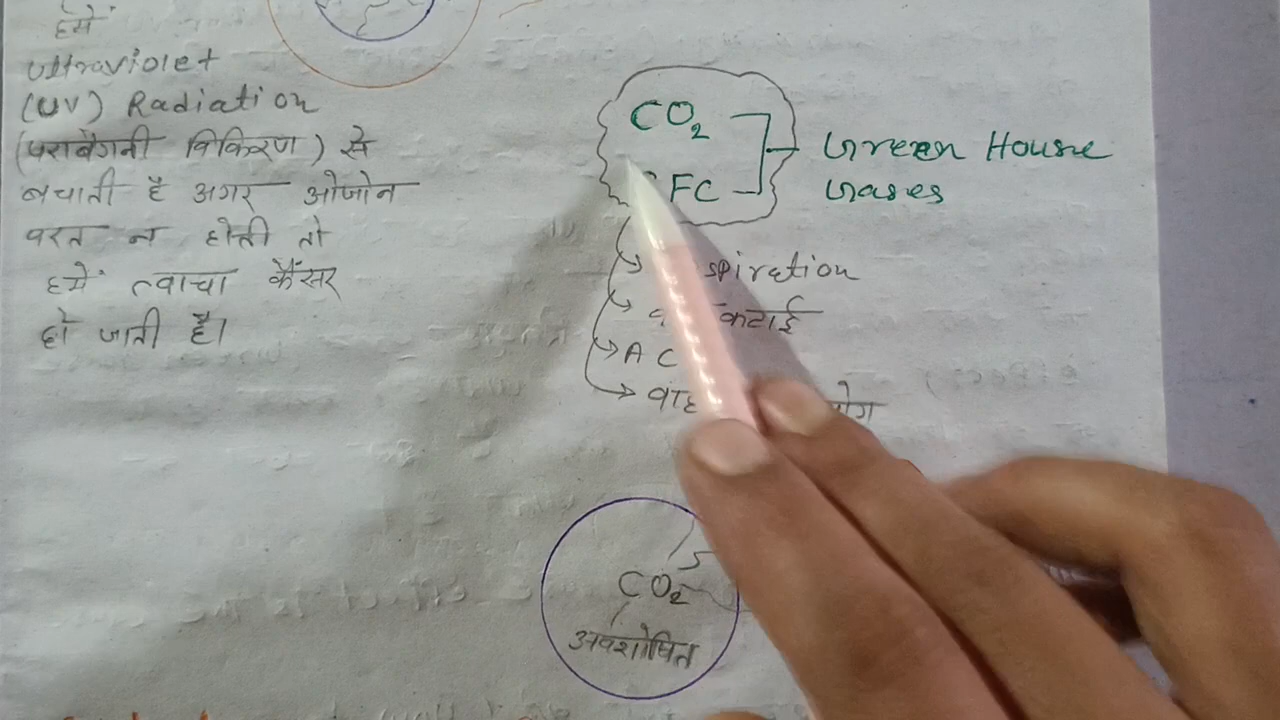 हमें
Ultraviolet
(UV) Radiation
(पराबैंगनी विकिरण) से
बचाती है अगर ओजोन
परत न होती तो
हमें त्वाचा कैंसर
हो जाती है।
CO2
FC
Green House
Gases
spiration
कटाई
AC
CO2
अवशोषित